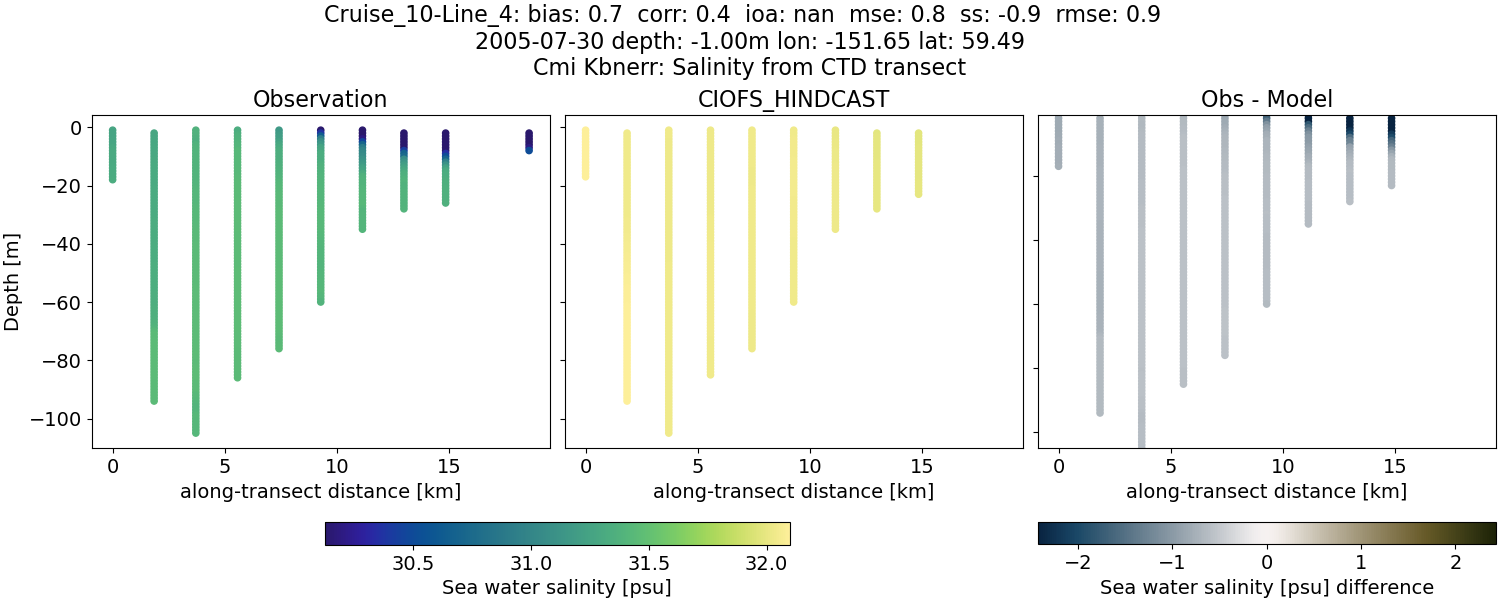 Cruise_10-Line_4: bias: 0.7  corr: 0.4  ioa: nan  mse: 0.8  ss: -0.9  rmse: 0.9
2005-07-30 depth: -1.00m lon: -151.65 lat: 59.49
Cmi Kbnerr: Salinity from CTD transect
Observation
CIOFS_HINDCAST
Obs - Model
Depth [m]
0
−20
−40
−60
−80
−100
0 5 10 15
0 5 10 15
0 5 10 15
along-transect distance [km]
along-transect distance [km]
along-transect distance [km]
30.5 31.0 31.5 32.0
Sea water salinity [psu]
−2 −1 0 1 2
Sea water salinity [psu] difference